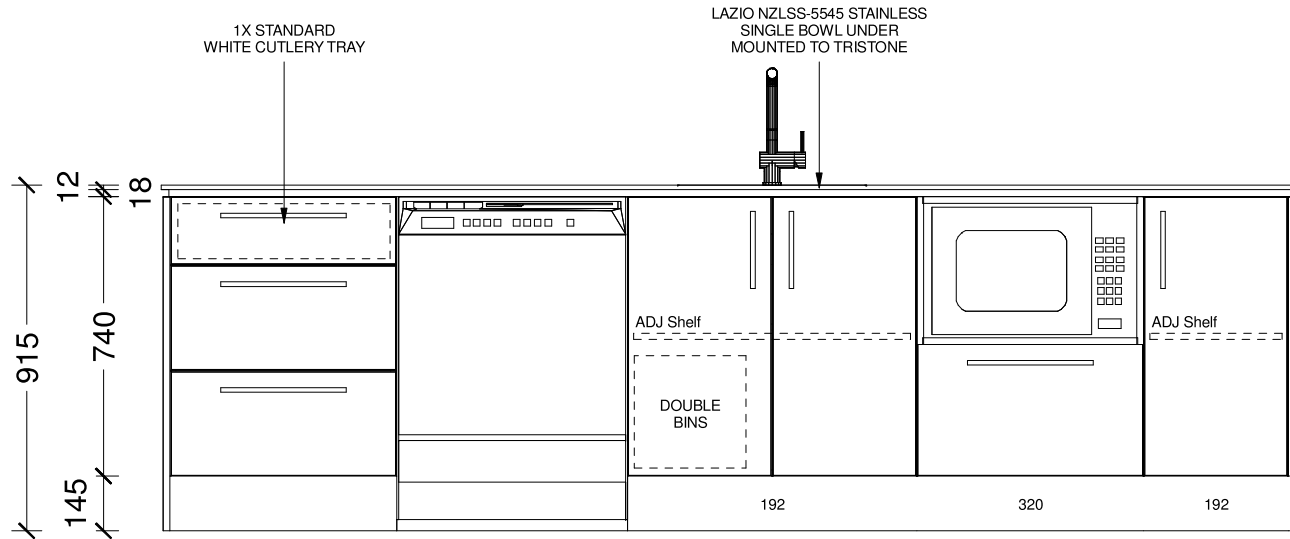 1X STANDARD
WHITE CUTLERY TRAY
LAZIO NZLSS-5545 STAINLESS
SINGLE BOWL UNDER
MOUNTED TO TRISTONE
12
18
915
740
145
ADJ Shelf
ADJ Shelf
DOUBLE
BINS
192
320
192